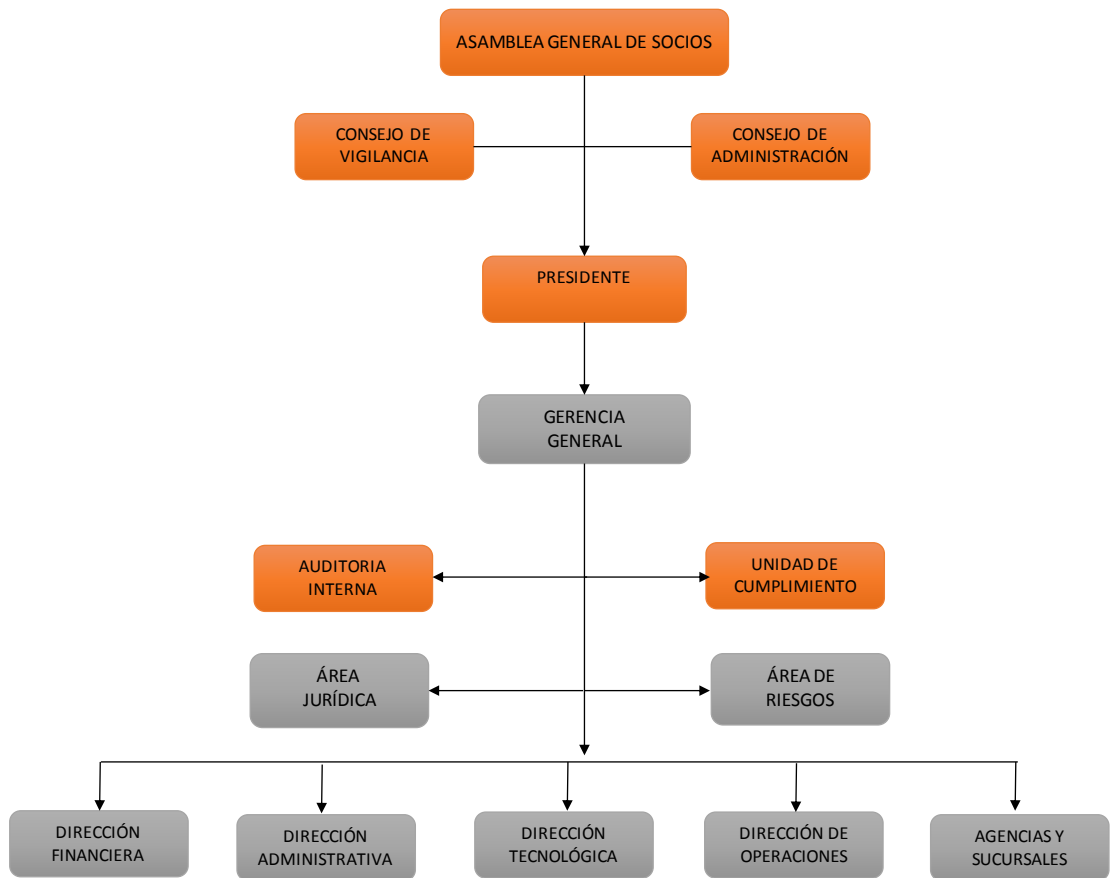 ASAMBLEA GENERAL DE SOCIOS
CONSEJO DE
VIGILANCIA
CONSEJO DE
ADMINISTRACIÓN
PRESIDENTE
GERENCIA
GENERAL
AUDITORIA
INTERNA
UNIDAD DE
CUMPLIMIENTO
ÁREA
JURÍDICA
ÁREA DE
RIESGOS
DIRECCIÓN
FINANCIERA
DIRECCIÓN
ADMINISTRATIVA
DIRECCIÓN
TECNOLÓGICA
DIRECCIÓN DE
OPERACIONES
AGENCIAS Y
SUCURSALES